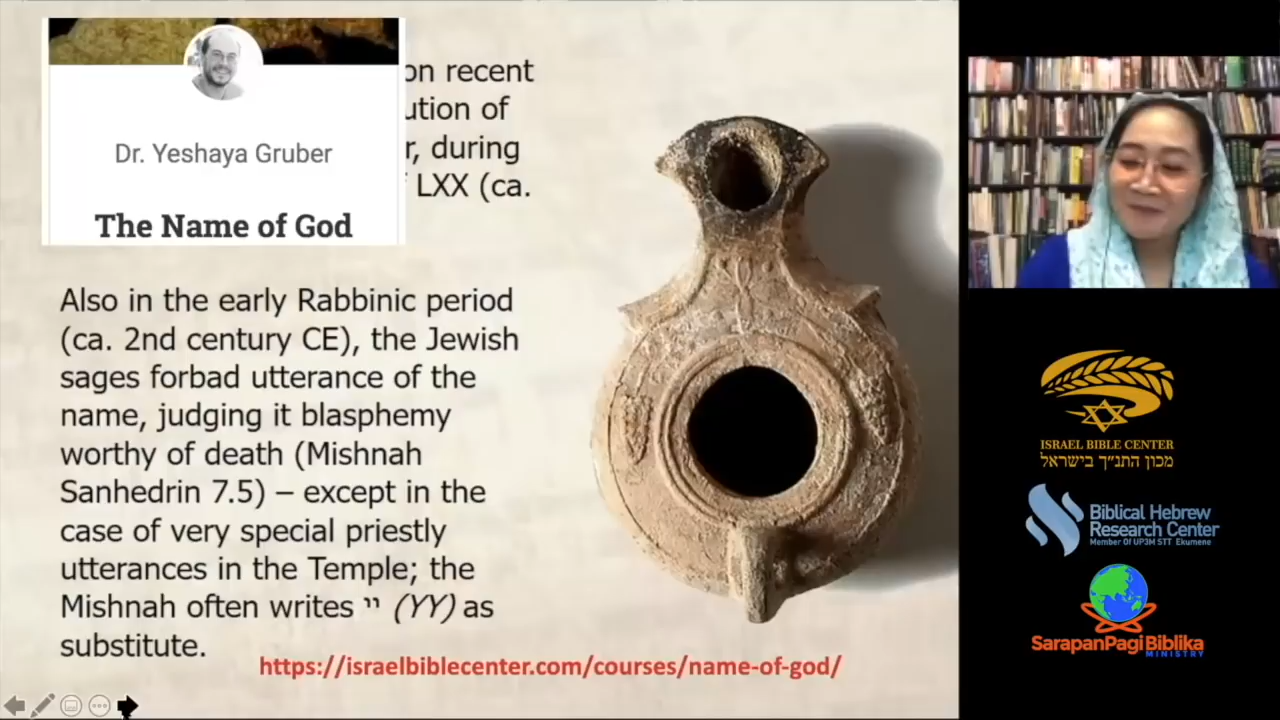 Dr. Yeshaya Gruber
The Name of God
on recent
ution of
r, during
LXX (ca.
Also in the early Rabbinic period
(ca. 2nd century CE), the Jewish
sages forbad utterance of the
name, judging it blasphemy
worthy of death (Mishnah
Sanhedrin 7.5) – except in the
case of very special priestly
utterances in the Temple; the
Mishnah often writes יי (YY) as
substitute.
https://israelbiblecenter.com/courses/name-of-god/
ISRAEL BIBLE CENTER
מכון התנ״ך בישראל
Biblical Hebrew
Research Center
Member Of UP3M STT Ekumene
SarapanPagiBiblika
MINISTRY